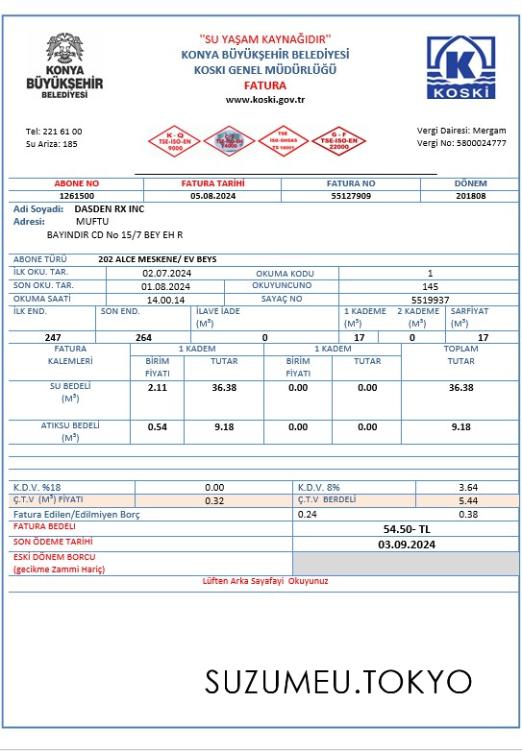 "SU YAŞAM KAYNAĞIDIR"
KONYA BÜYÜKŞEHİR BELEDİYESİ
KOSKI GENEL MÜDÜRLÜĞÜ
FATURA
www.koski.gov.tr
KONYA
BÜYÜKŞEHİR
BELEDİYESİ
K
KOSKİ
Tel: 221 61 00
Su Ariza: 185
K - Q
TSE-ISO-EN
9000
TSE-ISO-EN
14000
TSE
ISO-OHSAS
TS 18001
G - F
TSE-ISO-EN
22000
Vergi Dairesi: Mergam
Vergi No: 5800024777
ABONE NO FATURA TARİHİ FATURA NO DÖNEM
1261500 05.08.2024 55127909 201808
Adi Soyadi: DASDEN RX INC
Adresi: MUFTU
BAYINDIR CD No 15/7 BEY EH R
ABONE TÜRÜ 202 ALCE MESKENE/ EV BEYS
İLK OKU. TAR. 02.07.2024 OKUMA KODU 1
SON OKU. TAR. 01.08.2024 OKUYUCUNO 145
OKUMA SAATİ 14.00.14 SAYAÇ NO 5519937
İLK END. SON END. İLAVE İADE 1 KADEME 2 KADEME SARFİYAT
(M³) (M³) (M³) (M³)
247 264 0 17 0 17
FATURA 1 KADEM 1 KADEM TOPLAM
KALEMLERİ BİRİM TUTAR BİRİM TUTAR TUTAR
FİYATI FİYATI
SU BEDELİ 2.11 36.38 0.00 0.00 36.38
(M³)
ATIKSU BEDELİ 0.54 9.18 0.00 0.00 9.18
(M³)
K.D.V. %18 0.00 K.D.V. 8% 3.64
Ç.T.V (M³) FİYATI 0.32 Ç.T.V BERDELİ 5.44
Fatura Edilen/Edilmiyen Borç 0.24 0.38
FATURA BEDELI 54.50- TL
SON ÖDEME TARİHİ 03.09.2024
ESKİ DÖNEM BORCU
(gecikme Zammi Hariç)
Lüften Arka Sayafayi Okuyunuz
SUZUMEU.TOKYO